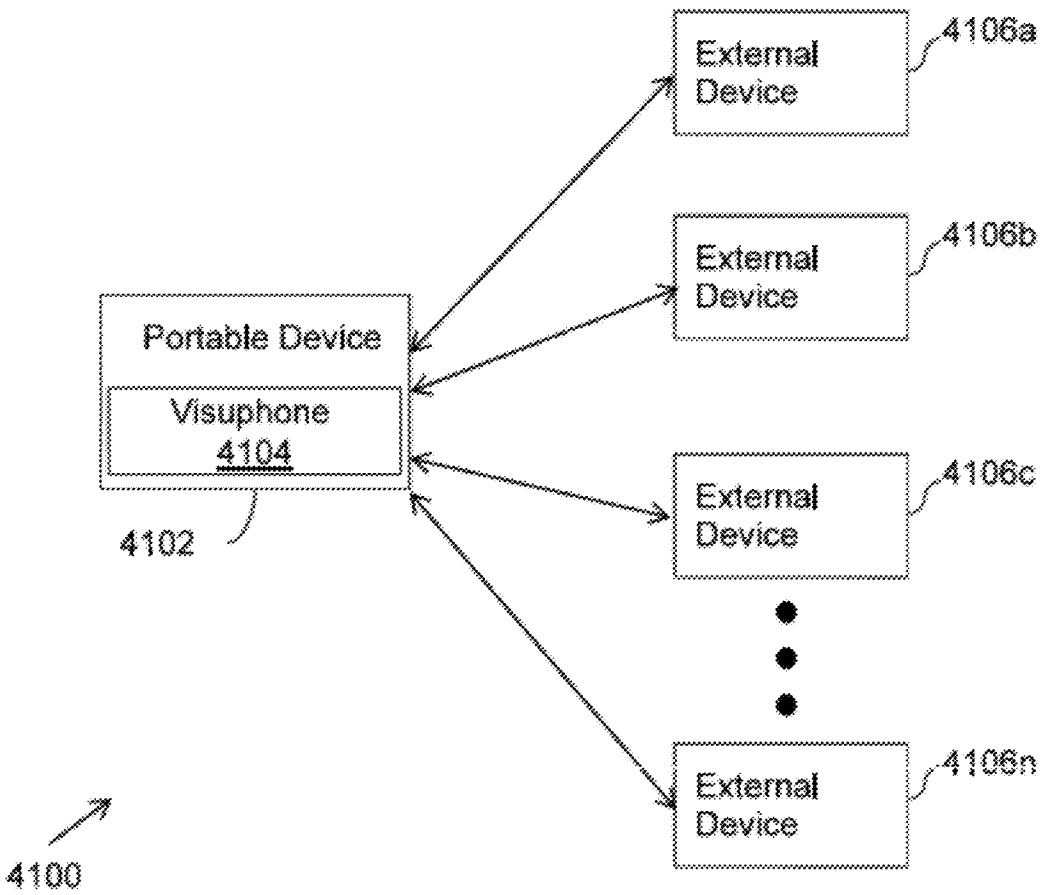 4106a
External
Device
4106b
External
Device
Portable Device
Visuphone
4104
4102
4106c
External
Device
4106n
External
Device
4100